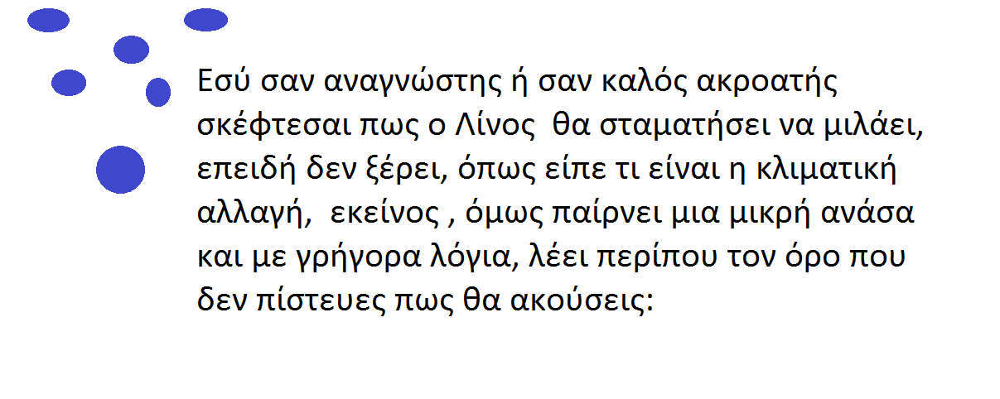 Εσύ σαν αναγνώστης ή σαν καλός ακροατής
σκέφτεσαι πως ο Λίνος  θα σταματήσει να μιλάει,
επειδή δεν ξέρει, όπως είπε τι είναι η κλιματική
αλλαγή,  εκείνος , όμως παίρνει μια μικρή ανάσα
και με γρήγορα λόγια, λέει περίπου τον όρο που
δεν πίστευες πως θα ακούσεις: